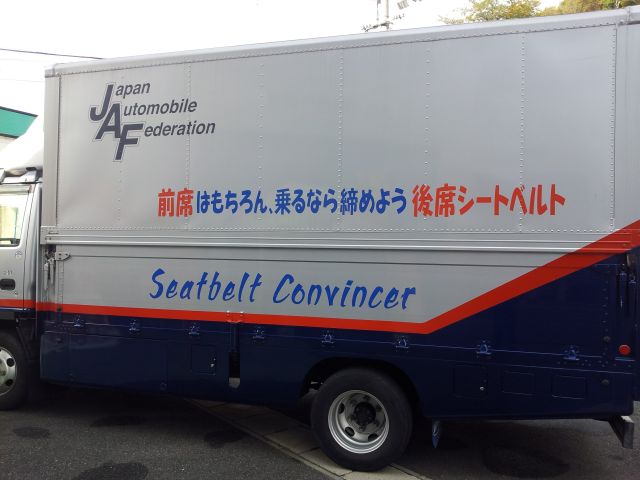 Japan
Automobile
Federation
前席はもちろん、乗るなら締めよう後席シートベルト
Seatbelt Convincer